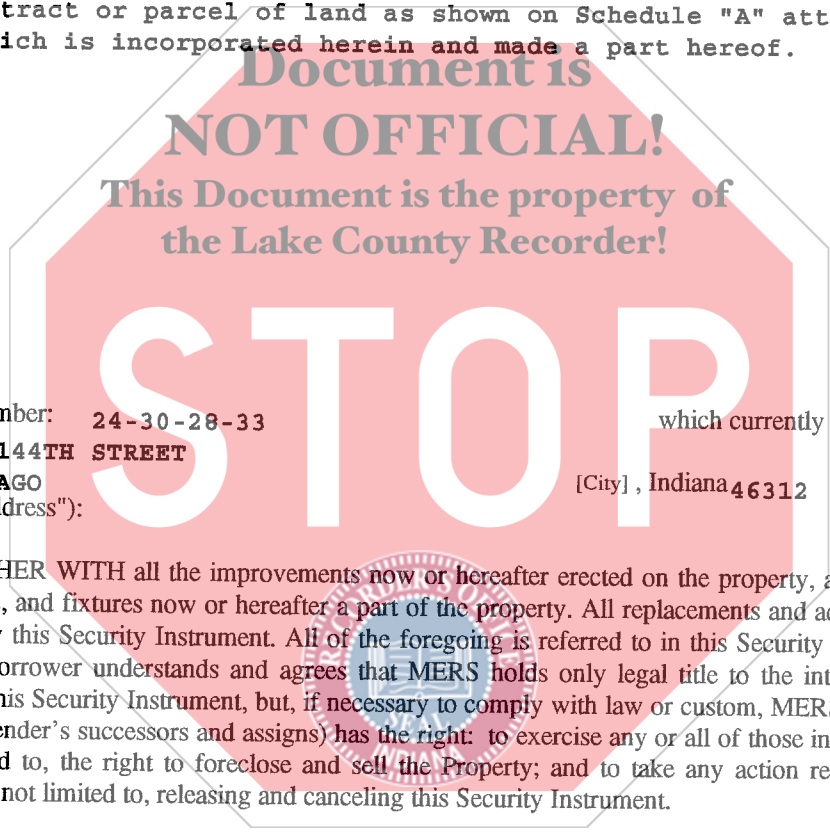 tract or parcel of land as shown on Schedule "A" att
ich is incorporated herein and made a part hereof.
Document is
NOT OFFICIAL!
This Document is the property of
the Lake County Recorder!
STOP
mber: 24-30-28-33 which currently
144TH STREET
AGO [City] , Indiana 46312
dress"):
HER WITH all the improvements now or hereafter erected on the property, a
, and fixtures now or hereafter a part of the property. All replacements and ad
y this Security Instrument. All of the foregoing is referred to in this Security
orrower understands and agrees that MERS holds only legal title to the int
his Security Instrument, but, if necessary to comply with law or custom, MERS
ender's successors and assigns) has the right: to exercise any or all of those in
d to, the right to foreclose and sell the Property; and to take any action re
not limited to, releasing and canceling this Security Instrument.
RECORDER'S OFFICE
SEAL
INDIANA